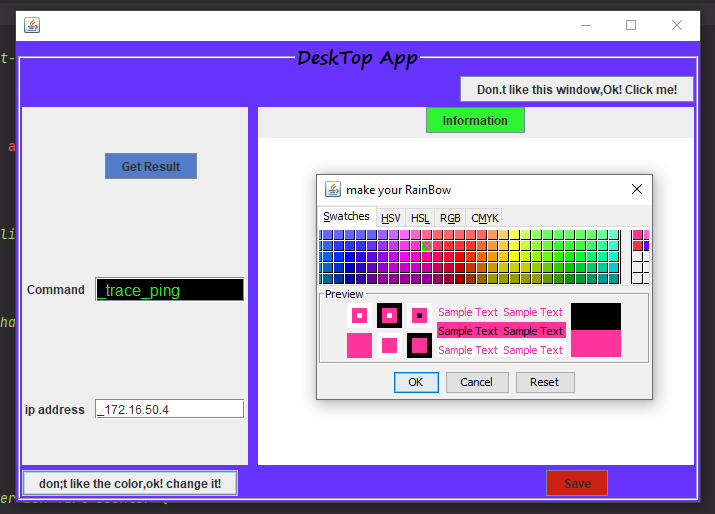 DeskTop App
Don.t like this window,Ok! Click me!
Information
Get Result
Command
_trace_ping
ip address
_172.16.50.4
don;t like the color,ok! change it!
Save
make your RainBow
Swatches HSV HSL RGB CMYK
Preview
Sample Text Sample Text
Sample Text Sample Text
Sample Text Sample Text
OK Cancel Reset
t-
a
li
ha